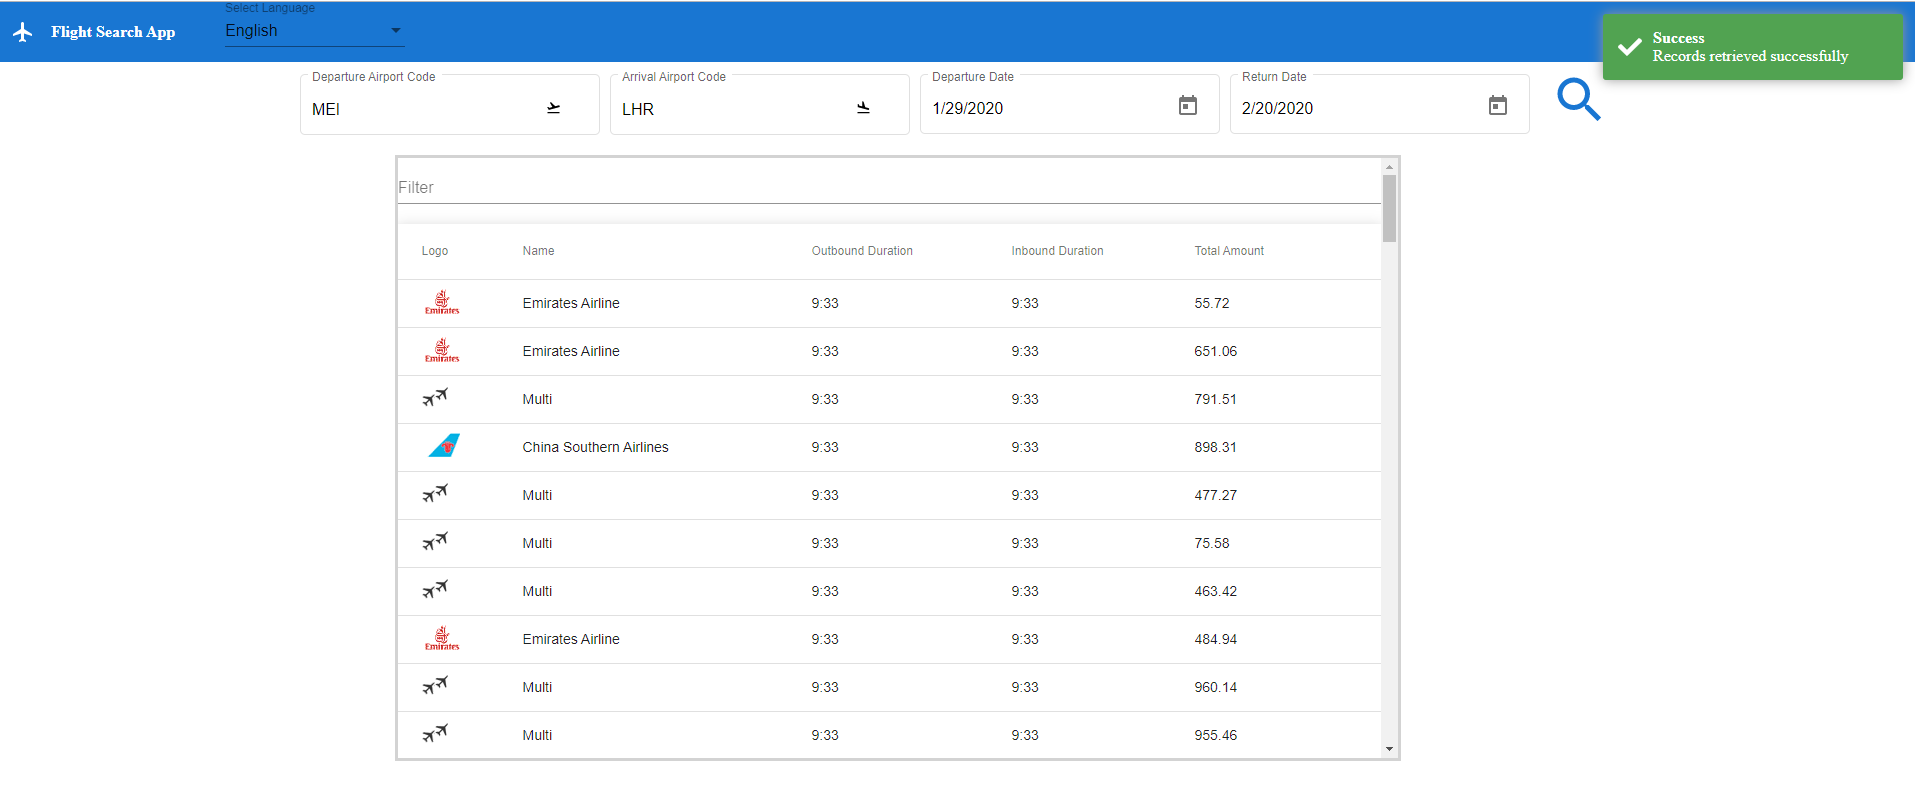 Select Language
Flight Search App
English
Success
Records retrieved successfully
Departure Airport Code
MEI
Arrival Airport Code
LHR
Departure Date
1/29/2020
Return Date
2/20/2020
Filter
Logo Name Outbound Duration Inbound Duration Total Amount
Emirates Emirates Airline 9:33 9:33 55.72
Emirates Emirates Airline 9:33 9:33 651.06
Multi 9:33 9:33 791.51
China Southern Airlines 9:33 9:33 898.31
Multi 9:33 9:33 477.27
Multi 9:33 9:33 75.58
Multi 9:33 9:33 463.42
Emirates Emirates Airline 9:33 9:33 484.94
Multi 9:33 9:33 960.14
Multi 9:33 9:33 955.46